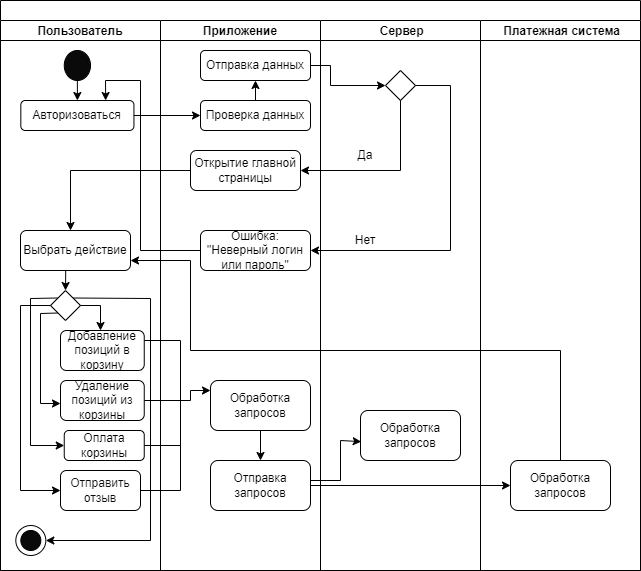 Пользователь
Приложение
Сервер
Платежная система
Отправка данных
Авторизоваться
Проверка данных
Да
Открытие главной
страницы
Нет
Ошибка:
"Неверный логин
или пароль"
Выбрать действие
Добавление
позиций в
корзину
Удаление
позиций из
корзины
Обработка
запросов
Обработка
запросов
Оплата
корзины
Отправить
отзыв
Отправка
запросов
Обработка
запросов